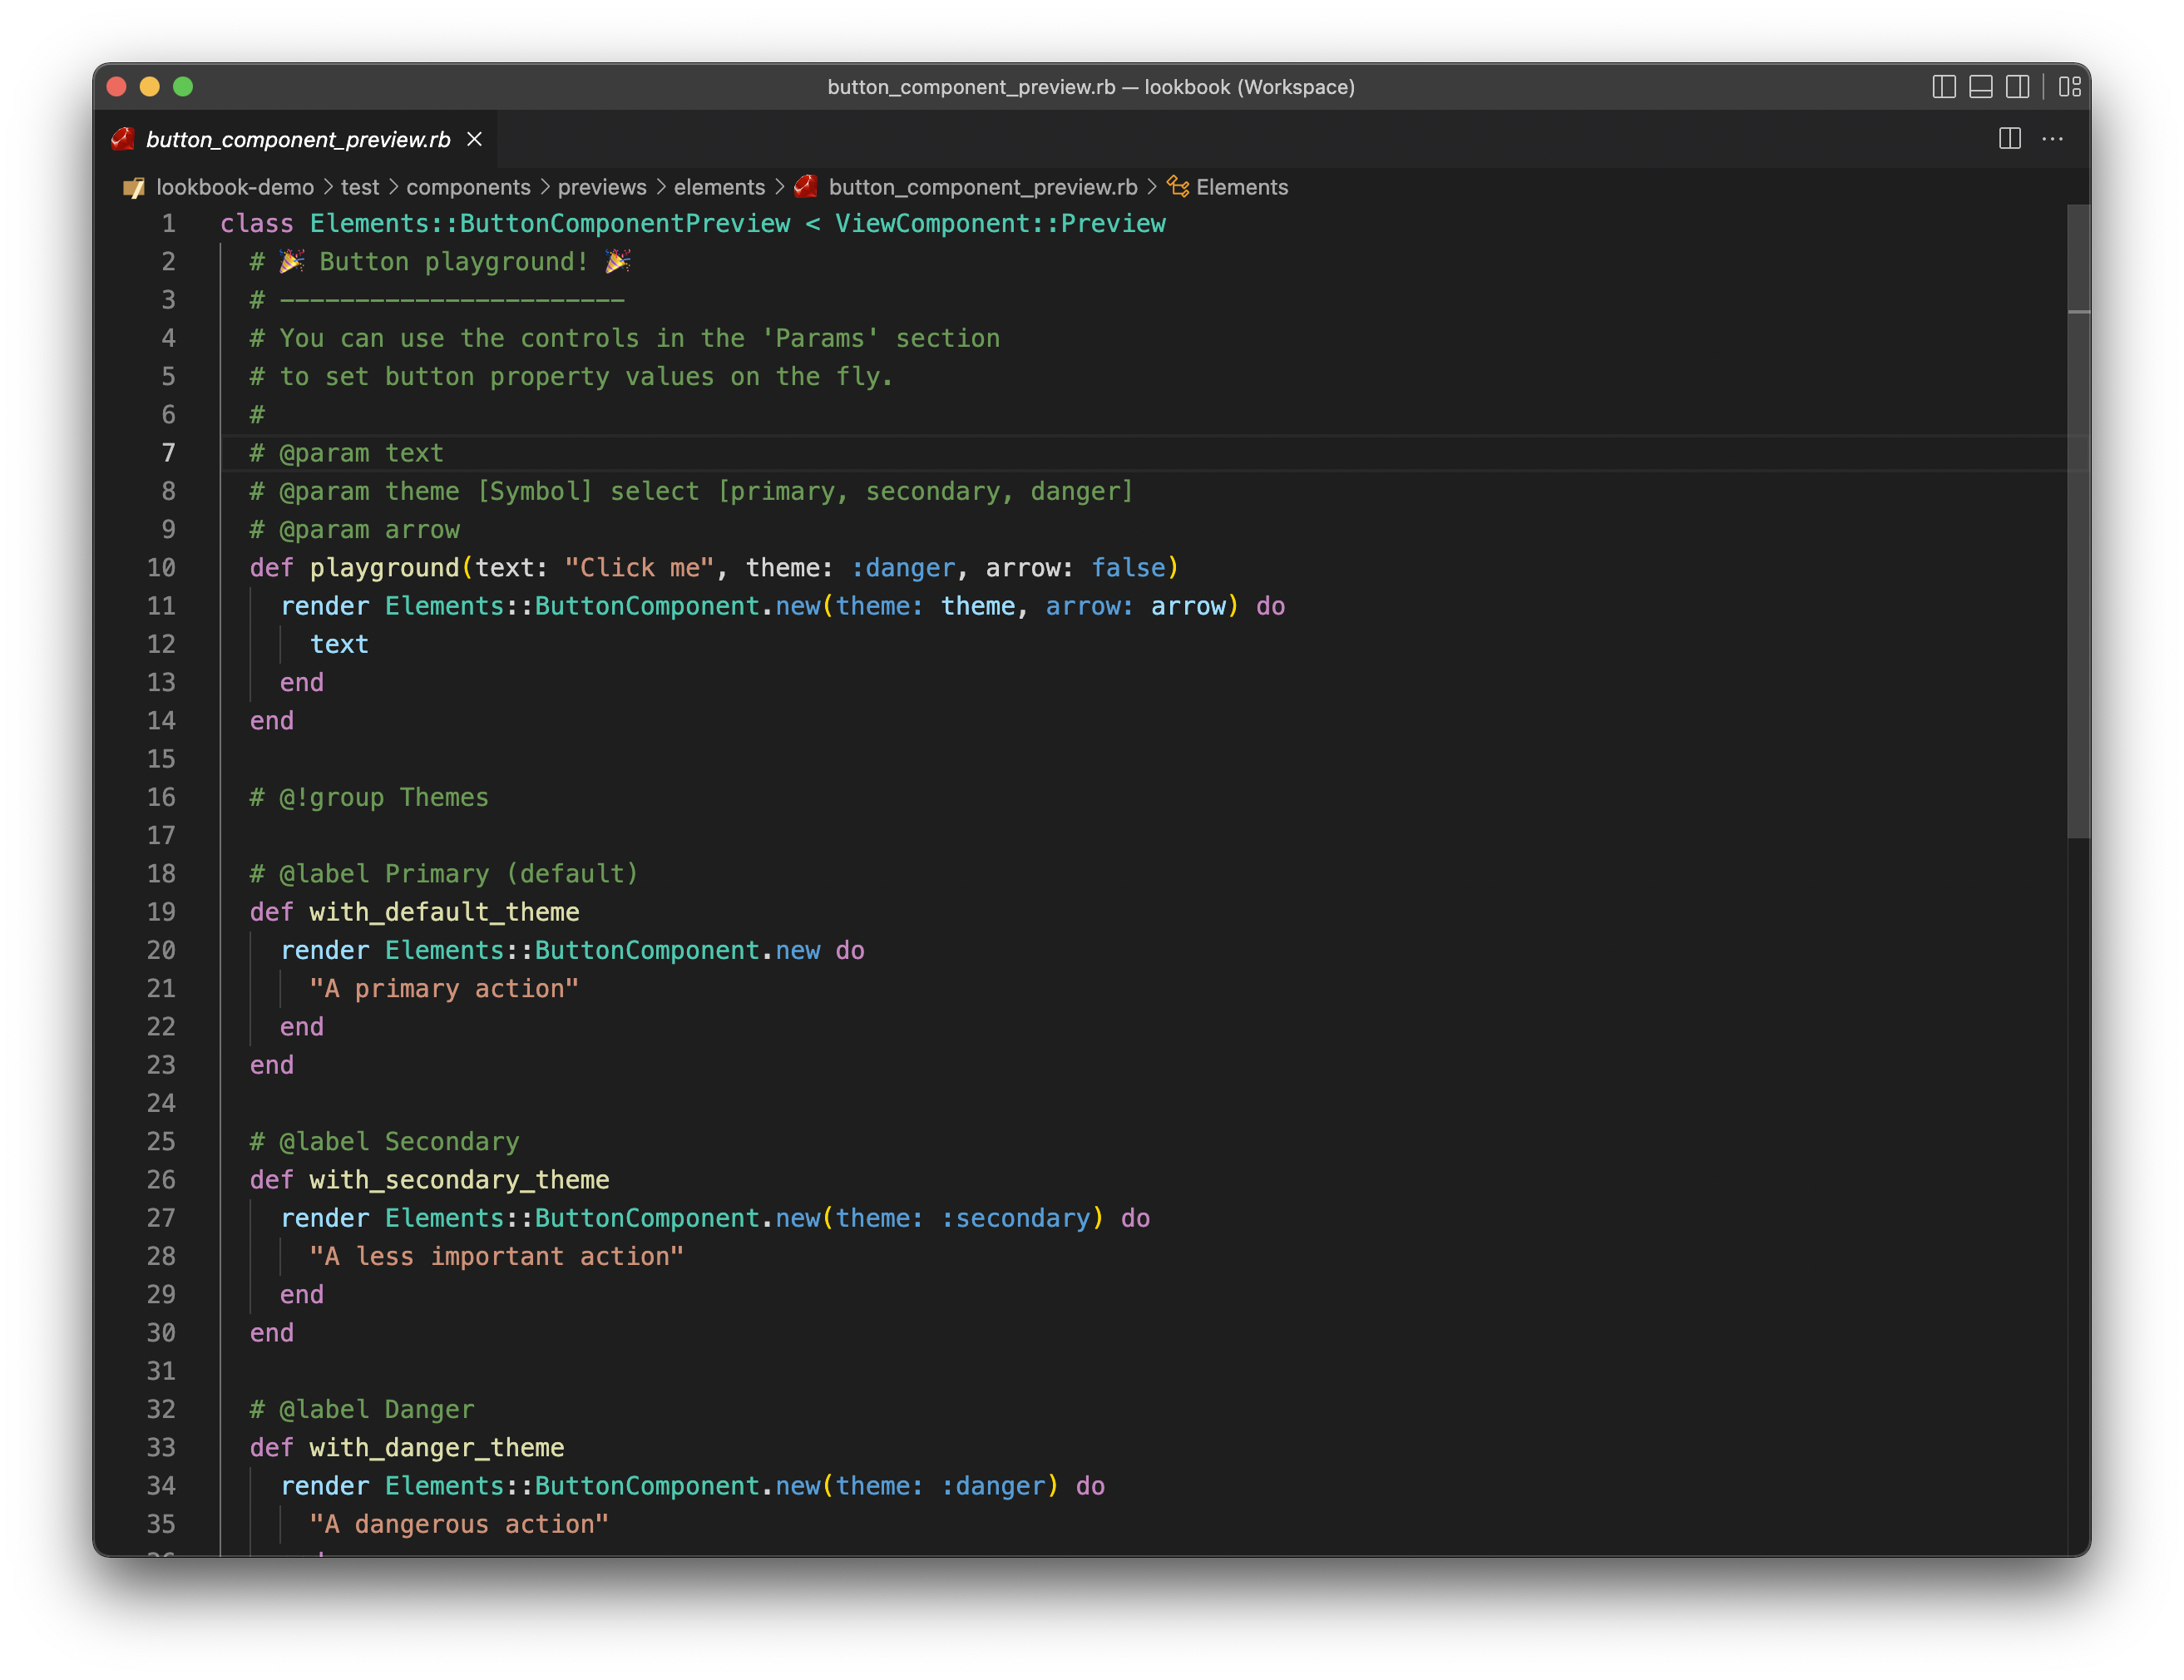 button_component_preview.rb — lookbook (Workspace)
button_component_preview.rb
lookbook-demo > test > components > previews > elements > button_component_preview.rb > Elements
1 class Elements::ButtonComponentPreview < ViewComponent::Preview
2 # 🎉 Button playground! 🎉
3 # -----------------------
4 # You can use the controls in the 'Params' section
5 # to set button property values on the fly.
6 #
7 # @param text
8 # @param theme [Symbol] select [primary, secondary, danger]
9 # @param arrow
10 def playground(text: "Click me", theme: :danger, arrow: false)
11 render Elements::ButtonComponent.new(theme: theme, arrow: arrow) do
12 text
13 end
14 end
15
16 # @!group Themes
17
18 # @label Primary (default)
19 def with_default_theme
20 render Elements::ButtonComponent.new do
21 "A primary action"
22 end
23 end
24
25 # @label Secondary
26 def with_secondary_theme
27 render Elements::ButtonComponent.new(theme: :secondary) do
28 "A less important action"
29 end
30 end
31
32 # @label Danger
33 def with_danger_theme
34 render Elements::ButtonComponent.new(theme: :danger) do
35 "A dangerous action"